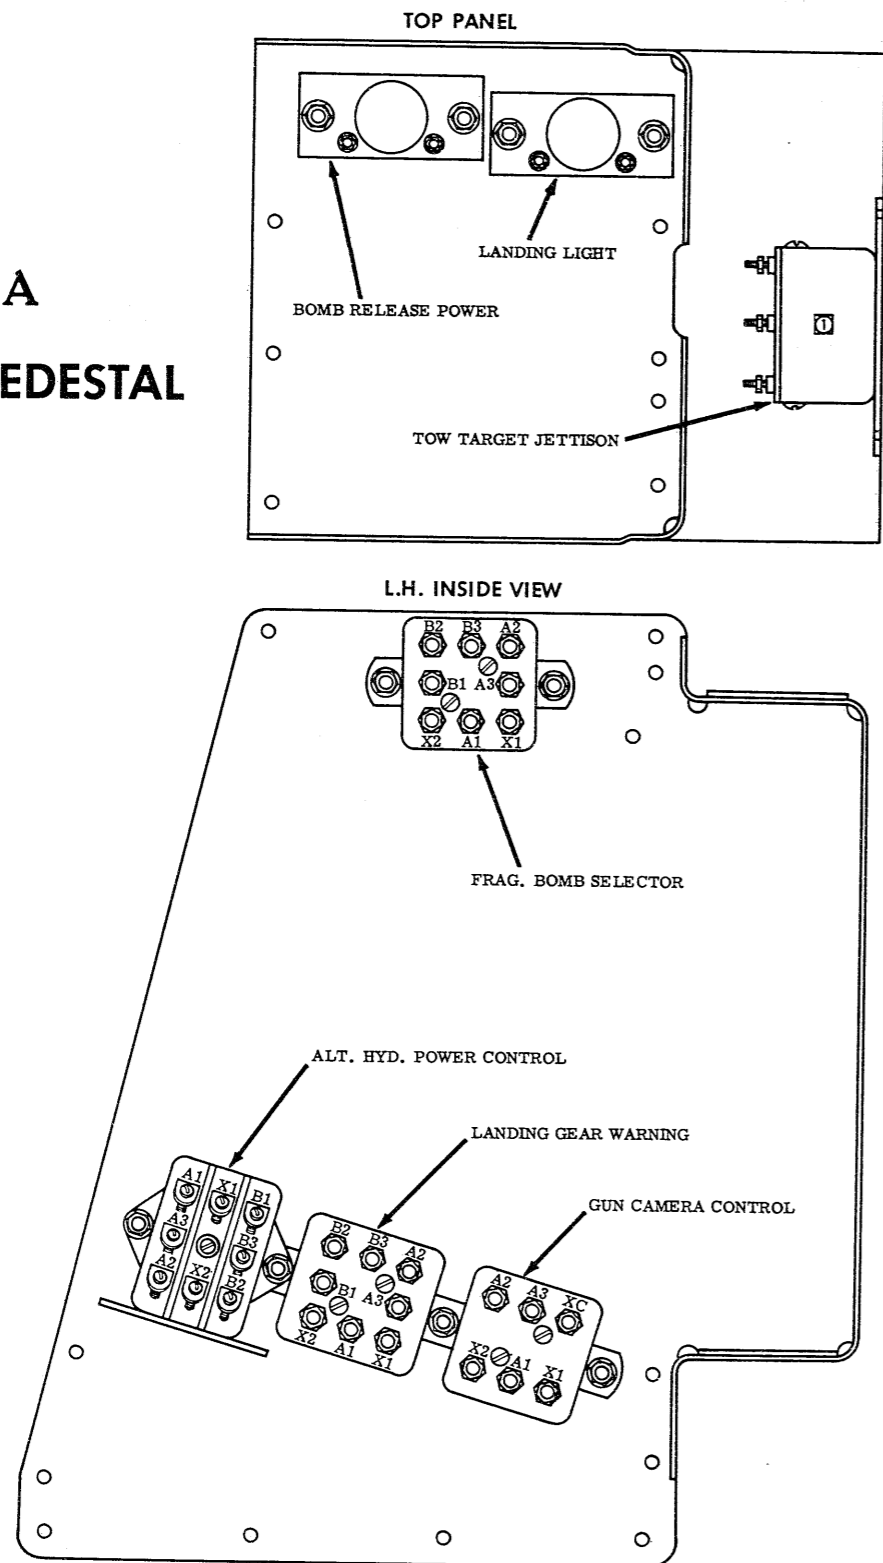 TOP PANEL
LANDING LIGHT
A
BOMB RELEASE POWER
1
EDESTAL
TOW TARGET JETTISON
L.H. INSIDE VIEW
B2 B3 A2
B1 A3
X2 A1 X1
FRAG. BOMB SELECTOR
ALT. HYD. POWER CONTROL
LANDING GEAR WARNING
GUN CAMERA CONTROL
A1 X1 B1
A3 B3
A2 X2 B2
B2 B3 A2
B1 A3
X2 A1 X1
A2 A3 XC
X2 A1 X1